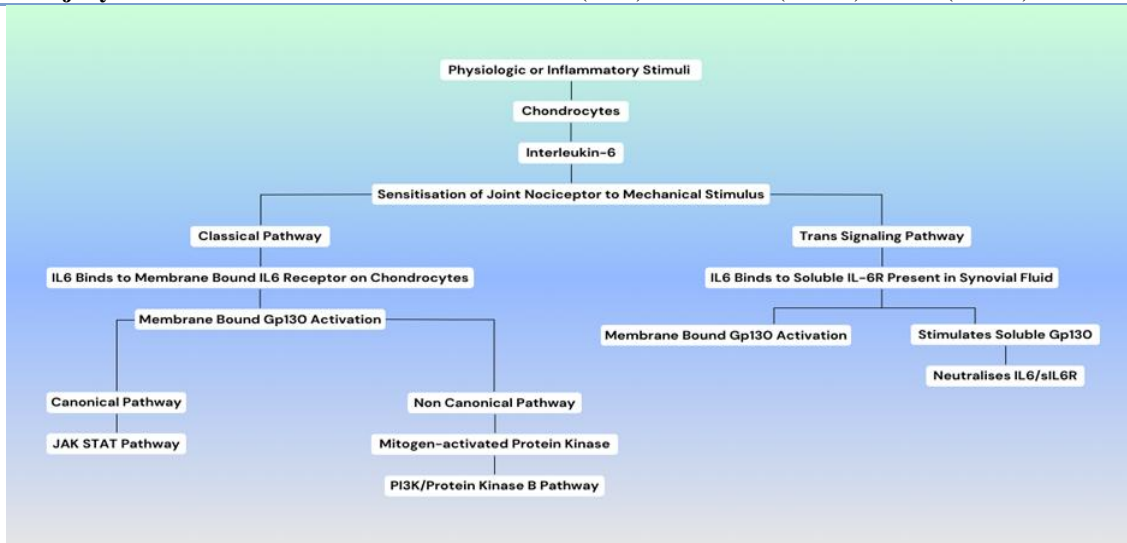 Physiologic or Inflammatory Stimuli
Chondrocytes
Interleukin-6
Sensitisation of Joint Nociceptor to Mechanical Stimulus
Classical Pathway
Trans Signaling Pathway
IL6 Binds to Membrane Bound IL6 Receptor on Chondrocytes
IL6 Binds to Soluble IL-6R Present in Synovial Fluid
Membrane Bound Gp130 Activation
Membrane Bound Gp130 Activation
Stimulates Soluble Gp130
Neutralises IL6/sIL6R
Canonical Pathway
Non Canonical Pathway
JAK STAT Pathway
Mitogen-activated Protein Kinase
PI3K/Protein Kinase B Pathway